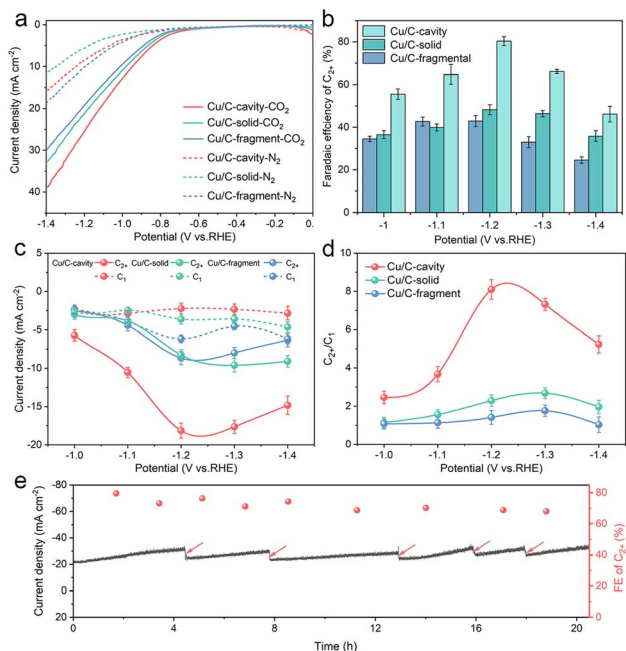 a
Current density (mA cm⁻²)
0
10
20
30
40
Cu/C-cavity-CO₂
Cu/C-solid-CO₂
Cu/C-fragment-CO₂
Cu/C-cavity-N₂
Cu/C-solid-N₂
Cu/C-fragment-N₂
-1.4 -1.2 -1.0 -0.8 -0.6 -0.4 -0.2 0.
Potential (V vs.RHE)
b
Faradaic efficiency of C₂₊ (%)
100
80
60
40
20
0
Cu/C-cavity
Cu/C-solid
Cu/C-fragmental
-1 -1.1 -1.2 -1.3 -1.4
Potential (V vs.RHE)
c
Current density (mA cm⁻²)
5
0
-5
-10
-15
-20
Cu/C-cavity C₂₊ Cu/C-solid C₂₊ Cu/C-fragment C₂₊
C₁ C₁ C₁
-1.0 -1.1 -1.2 -1.3 -1.4
Potential (V vs.RHE)
d
C₂₊/C₁
10
8
6
4
2
0
Cu/C-cavity
Cu/C-solid
Cu/C-fragment
-1.0 -1.1 -1.2 -1.3 -1.4
Potential (V vs.RHE)
e
Current density (mA cm⁻²)
-80
-60
-40
-20
0
20
80
60
40
20
0
FE of C₂₊ (%)
0 4 8 12 16 20
Time (h)